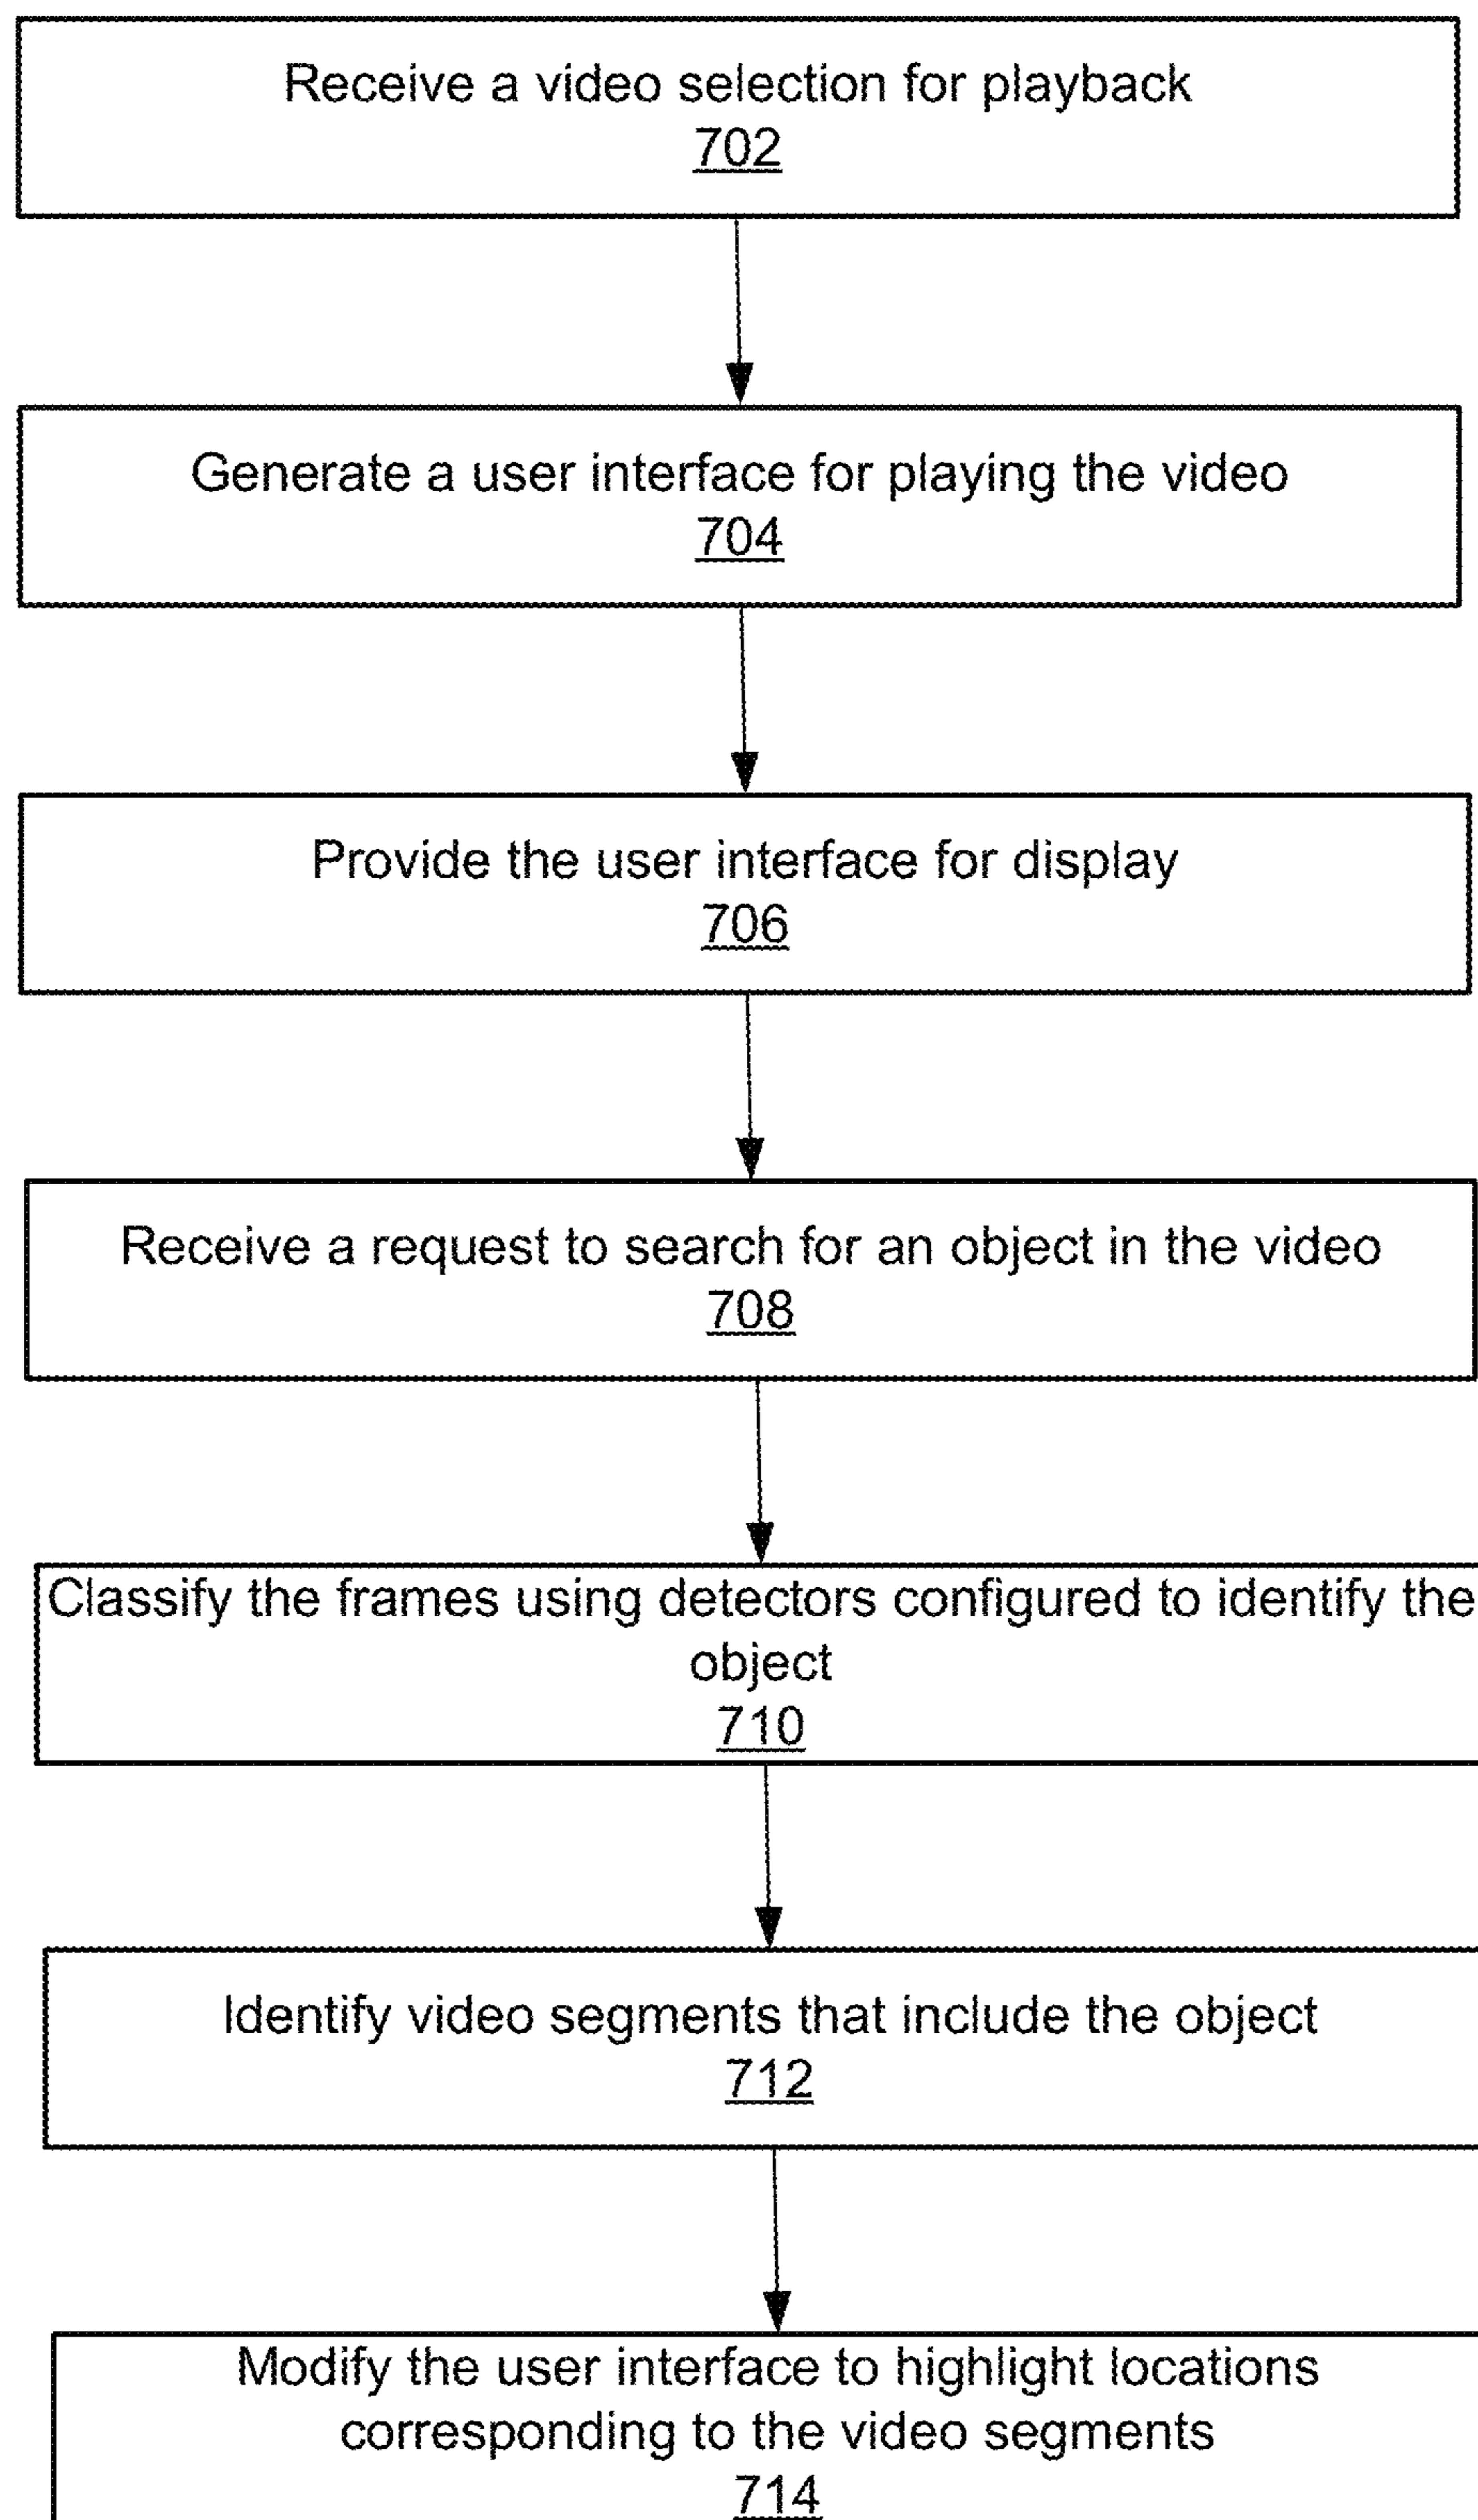 Receive a video selection for playback
702
Generate a user interface for playing the video
704
Provide the user interface for display
706
Receive a request to search for an object in the video
708
Classify the frames using detectors configured to identify the
object
710
Identify video segments that include the object
712
Modify the user interface to highlight locations
corresponding to the video segments
714